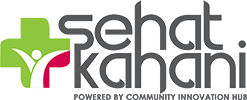 sehat
kahani
POWERED BY COMMUNITY INNOVATION HUB